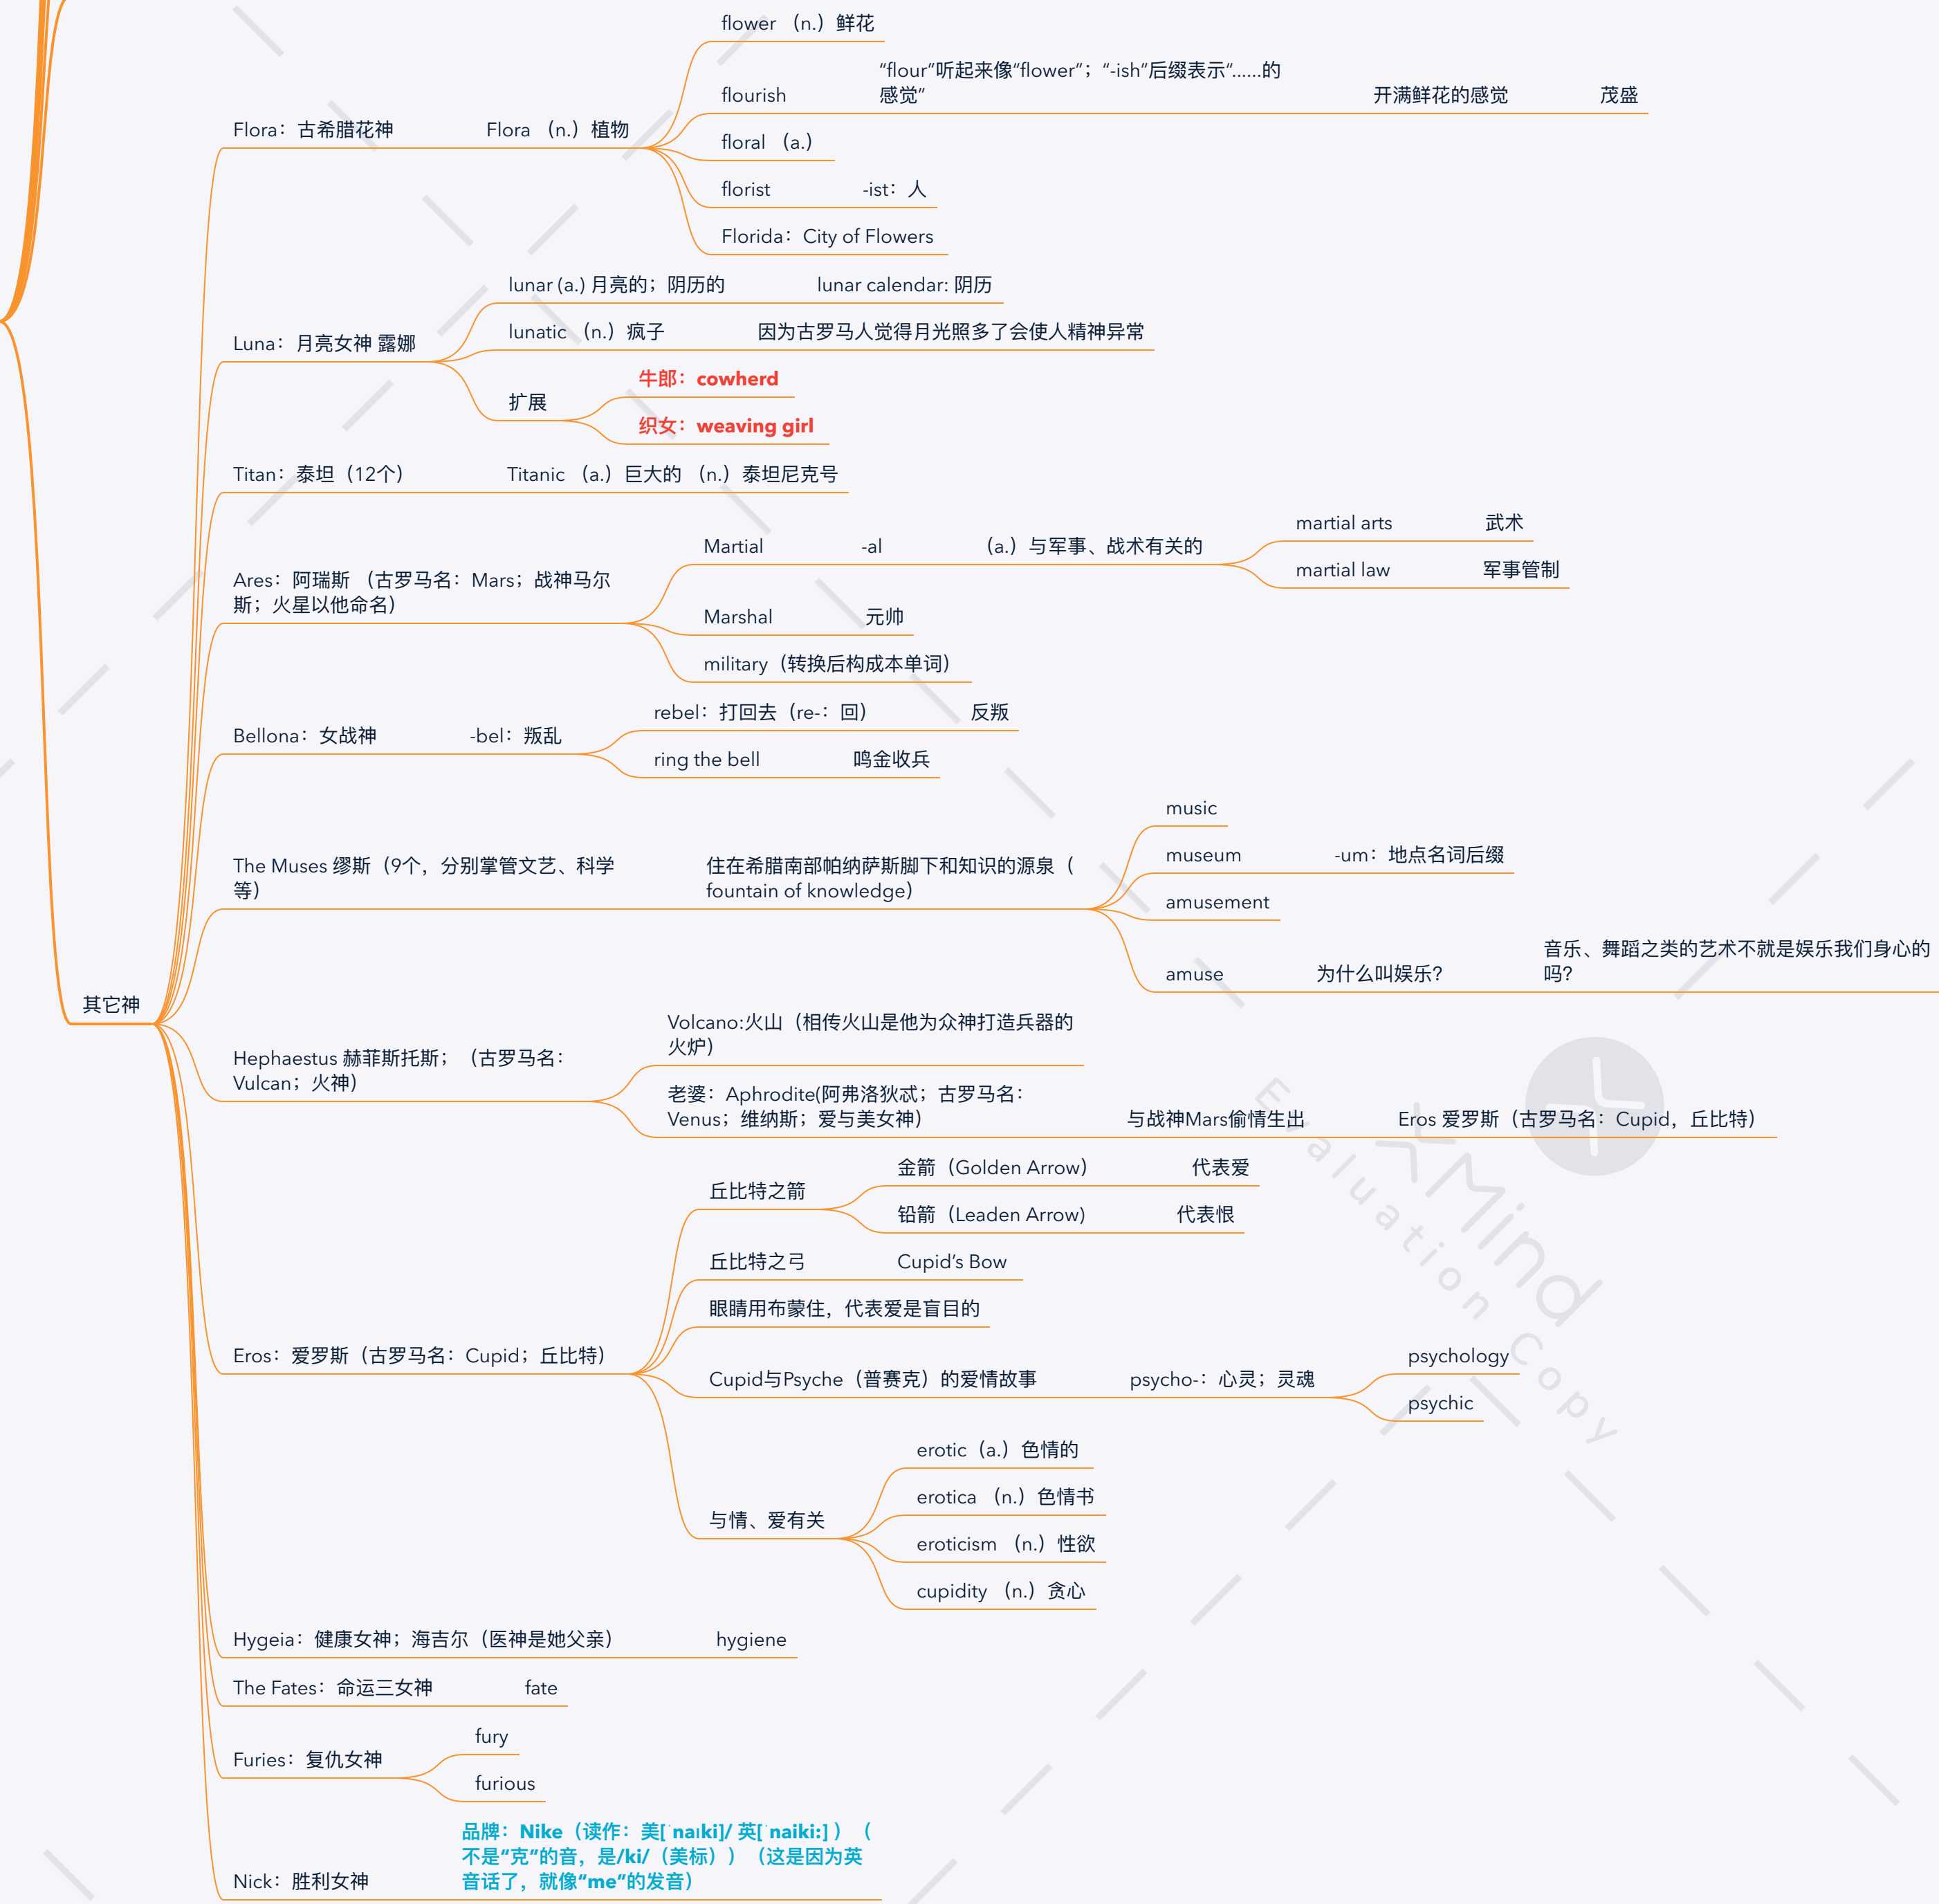 flower （n.）鲜花
“flour”听起来像“flower”；“-ish”后缀表示“……的
感觉”
flourish
开满鲜花的感觉
茂盛
Flora：古希腊花神
Flora （n.）植物
floral （a.）
florist
-ist：人
Florida：City of Flowers
lunar (a.) 月亮的；阴历的
lunar calendar: 阴历
Luna：月亮女神 露娜
lunatic （n.）疯子
因为古罗马人觉得月光照多了会使人精神异常
扩展
牛郎：cowherd
织女：weaving girl
Titan：泰坦（12个）
Titanic （a.）巨大的 （n.）泰坦尼克号
Ares：阿瑞斯 （古罗马名：Mars；战神马尔
斯；火星以他命名）
Martial
-al
（a.）与军事、战术有关的
martial arts
武术
martial law
军事管制
Marshal
元帅
military（转换后构成本单词）
Bellona：女战神
-bel：叛乱
rebel：打回去（re-：回）
反叛
ring the bell
鸣金收兵
The Muses 缪斯（9个，分别掌管文艺、科学
等）
住在希腊南部帕纳萨斯脚下和知识的源泉（
fountain of knowledge）
music
museum
-um：地点名词后缀
amusement
amuse
为什么叫娱乐？
音乐、舞蹈之类的艺术不就是娱乐我们身心的
吗？
其它神
Hephaestus 赫菲斯托斯；（古罗马名：
Vulcan；火神）
Volcano:火山（相传火山是他为众神打造兵器的
火炉）
老婆：Aphrodite(阿弗洛狄忒；古罗马名：
Venus；维纳斯；爱与美女神）
与战神Mars偷情生出
Eros 爱罗斯（古罗马名：Cupid，丘比特）
Eros：爱罗斯（古罗马名：Cupid；丘比特）
丘比特之箭
金箭（Golden Arrow）
代表爱
铅箭（Leaden Arrow)
代表恨
丘比特之弓
Cupid’s Bow
眼睛用布蒙住，代表爱是盲目的
Cupid与Psyche（普赛克）的爱情故事
psycho-：心灵；灵魂
psychology
psychic
与情、爱有关
erotic（a.）色情的
erotica （n.）色情书
eroticism （n.）性欲
cupidity （n.）贪心
Hygeia：健康女神；海吉尔（医神是她父亲）
hygiene
The Fates：命运三女神
fate
Furies：复仇女神
fury
furious
Nick：胜利女神
品牌：Nike（读作：美[ˈnaɪki]/ 英[ˈnaiki:] ）（
不是“克”的音，是/ki/（美标））（这是因为英
音话了，就像“me”的发音）
XMind
Evaluation Copy